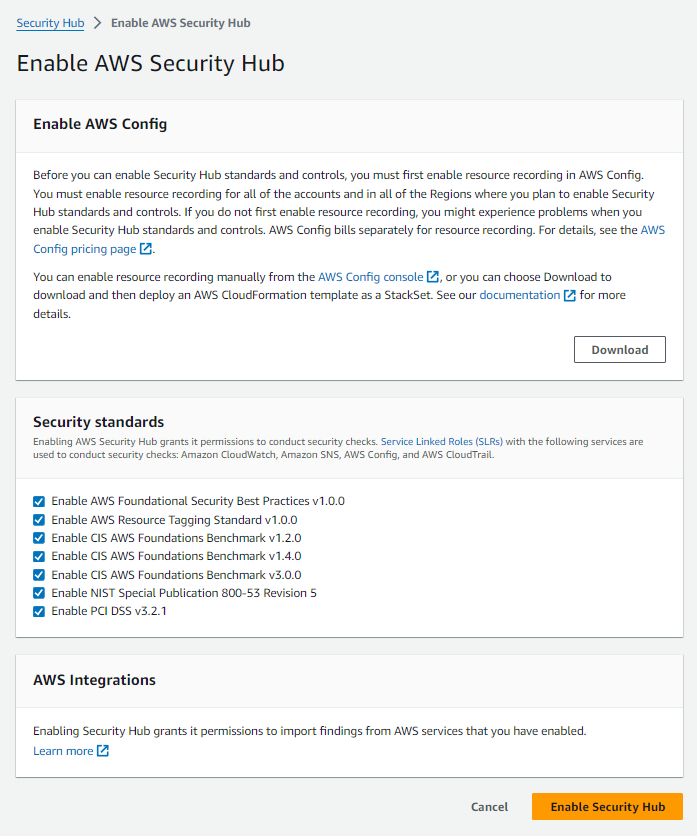 Security Hub > Enable AWS Security Hub
Enable AWS Security Hub
Enable AWS Config
Before you can enable Security Hub standards and controls, you must first enable resource recording in AWS Config.
You must enable resource recording for all of the accounts and in all of the Regions where you plan to enable Security
Hub standards and controls. If you do not first enable resource recording, you might experience problems when you
enable Security Hub standards and controls. AWS Config bills separately for resource recording. For details, see the AWS
Config pricing page.
You can enable resource recording manually from the AWS Config console, or you can choose Download to
download and then deploy an AWS CloudFormation template as a StackSet. See our documentation for more
details.
Download
Security standards
Enabling AWS Security Hub grants it permissions to conduct security checks. Service Linked Roles (SLRs) with the following services are
used to conduct security checks: Amazon CloudWatch, Amazon SNS, AWS Config, and AWS CloudTrail.
Enable AWS Foundational Security Best Practices v1.0.0
Enable AWS Resource Tagging Standard v1.0.0
Enable CIS AWS Foundations Benchmark v1.2.0
Enable CIS AWS Foundations Benchmark v1.4.0
Enable CIS AWS Foundations Benchmark v3.0.0
Enable NIST Special Publication 800-53 Revision 5
Enable PCI DSS v3.2.1
AWS Integrations
Enabling Security Hub grants it permissions to import findings from AWS services that you have enabled.
Learn more
Cancel Enable Security Hub